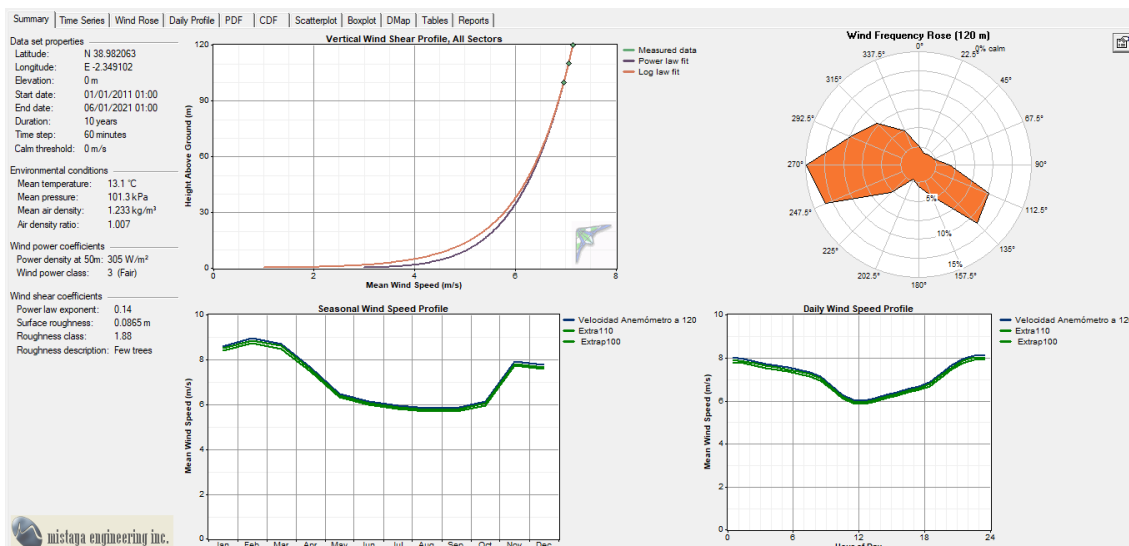 Summary Time Series Wind Rose Daily Profile PDF CDF Scatterplot Boxplot DMap Tables Reports
Data set properties
Latitude: N 38.982063
Longitude: E -2.349102
Elevation: 0 m
Start date: 01/01/2011 01:00
End date: 06/01/2021 01:00
Duration: 10 years
Time step: 60 minutes
Calm threshold: 0 m/s
Environmental conditions
Mean temperature: 13.1 °C
Mean pressure: 101.3 kPa
Mean air density: 1.233 kg/m³
Air density ratio: 1.007
Wind power coefficients
Power density at 50m: 305 W/m²
Wind power class: 3 (Fair)
Wind shear coefficients
Power law exponent: 0.14
Surface roughness: 0.0865 m
Roughness class: 1.88
Roughness description: Few trees
mistaya engineering inc.
Vertical Wind Shear Profile, All Sectors
Height Above Ground (m)
120
90
60
30
0
0 2 4 6 8
Mean Wind Speed (m/s)
Measured data
Power law fit
Log law fit
Wind Frequency Rose (120 m)
0% calm
0°
22.5°
45°
67.5°
90°
112.5°
135°
157.5°
180°
202.5°
225°
247.5°
270°
292.5°
315°
337.5°
5%
10%
15%
Seasonal Wind Speed Profile
Mean Wind Speed (m/s)
10
8
6
4
2
0
Jan Feb Mar Apr May Jun Jul Aug Sep Oct Nov Dec
Velocidad Anemómetro a 120
Extra110
Extrap100
Daily Wind Speed Profile
Mean Wind Speed (m/s)
10
8
6
4
2
0
0 6 12 18 24
Hour of Day
Velocidad Anemómetro a 120
Extra110
Extrap100